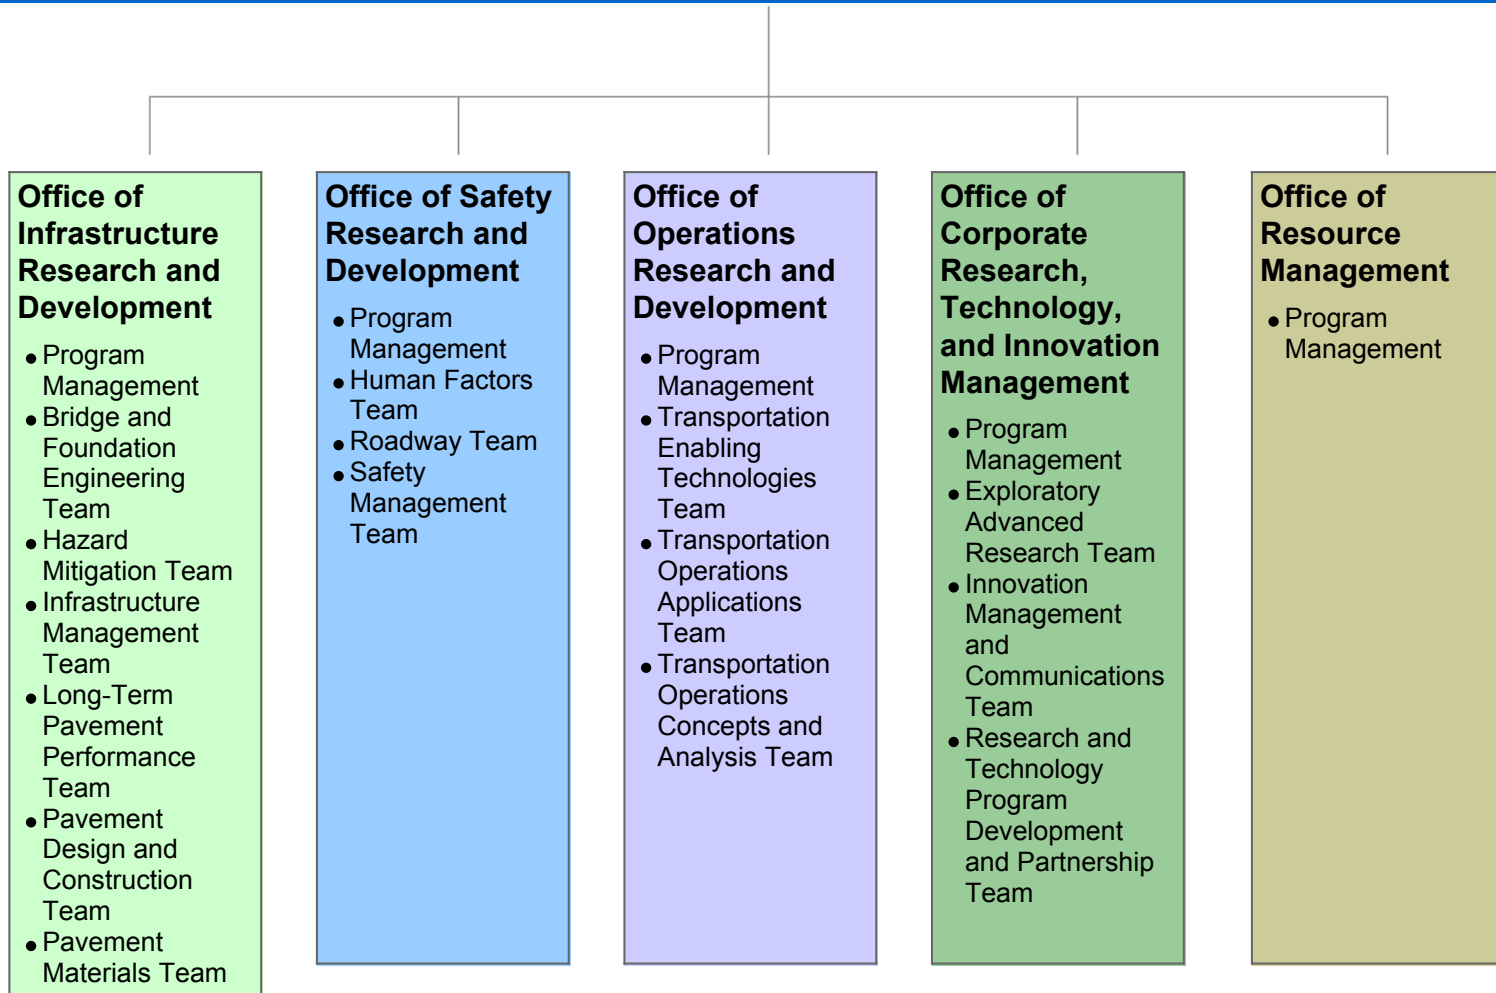 Office of
Infrastructure
Research and
Development
● Program
Management
● Bridge and
Foundation
Engineering
Team
● Hazard
Mitigation Team
● Infrastructure
Management
Team
● Long-Term
Pavement
Performance
Team
● Pavement
Design and
Construction
Team
● Pavement
Materials Team
Office of Safety
Research and
Development
● Program
Management
● Human Factors
Team
● Roadway Team
● Safety
Management
Team
Office of
Operations
Research and
Development
● Program
Management
● Transportation
Enabling
Technologies
Team
● Transportation
Operations
Applications
Team
● Transportation
Operations
Concepts and
Analysis Team
Office of
Corporate
Research,
Technology,
and Innovation
Management
● Program
Management
● Exploratory
Advanced
Research Team
● Innovation
Management
and
Communications
Team
● Research and
Technology
Program
Development
and Partnership
Team
Office of
Resource
Management
● Program
Management